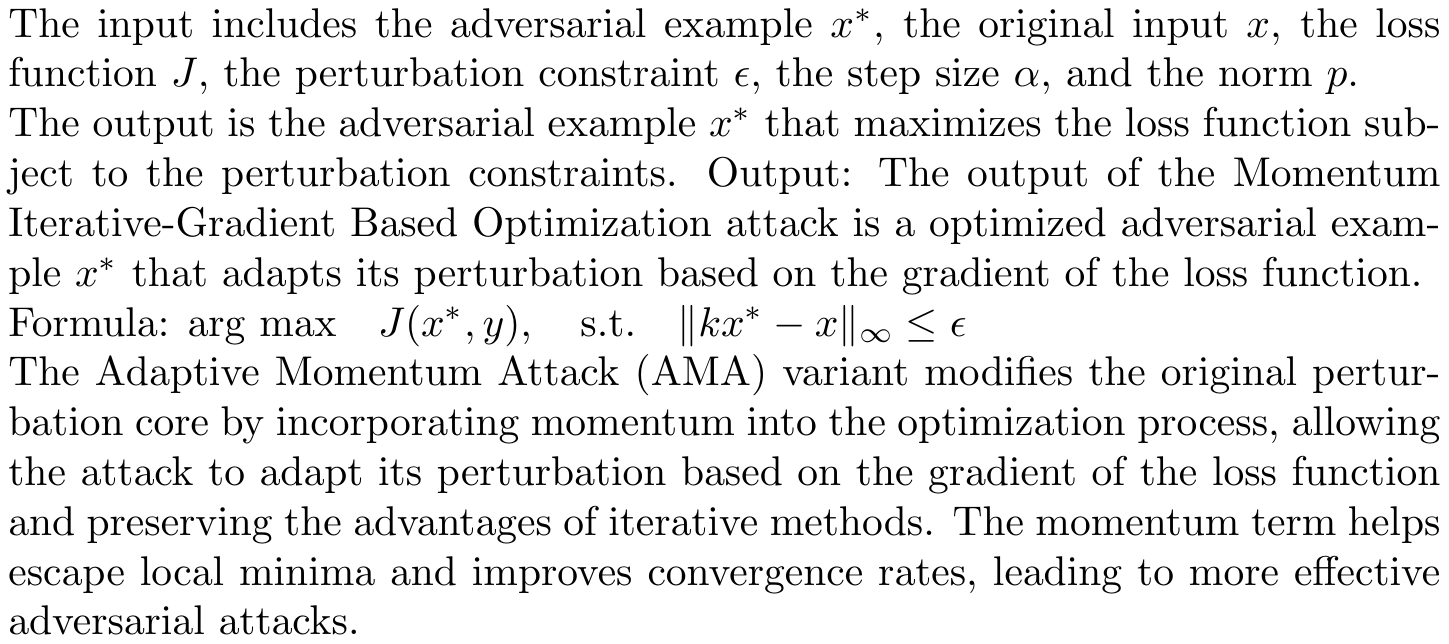 The input includes the adversarial example $x^*$, the original input $x$, the loss
function $J$, the perturbation constraint $\epsilon$, the step size $\alpha$, and the norm $p$.
The output is the adversarial example $x^*$ that maximizes the loss function sub-
ject to the perturbation constraints. Output: The output of the Momentum
Iterative-Gradient Based Optimization attack is a optimized adversarial exam-
ple $x^*$ that adapts its perturbation based on the gradient of the loss function.
Formula: $\arg\max \quad J(x^*, y), \quad \text{s.t.} \quad \|kx^* - x\|_\infty \leq \epsilon$
The Adaptive Momentum Attack (AMA) variant modifies the original pertur-
bation core by incorporating momentum into the optimization process, allowing
the attack to adapt its perturbation based on the gradient of the loss function
and preserving the advantages of iterative methods. The momentum term helps
escape local minima and improves convergence rates, leading to more effective
adversarial attacks.